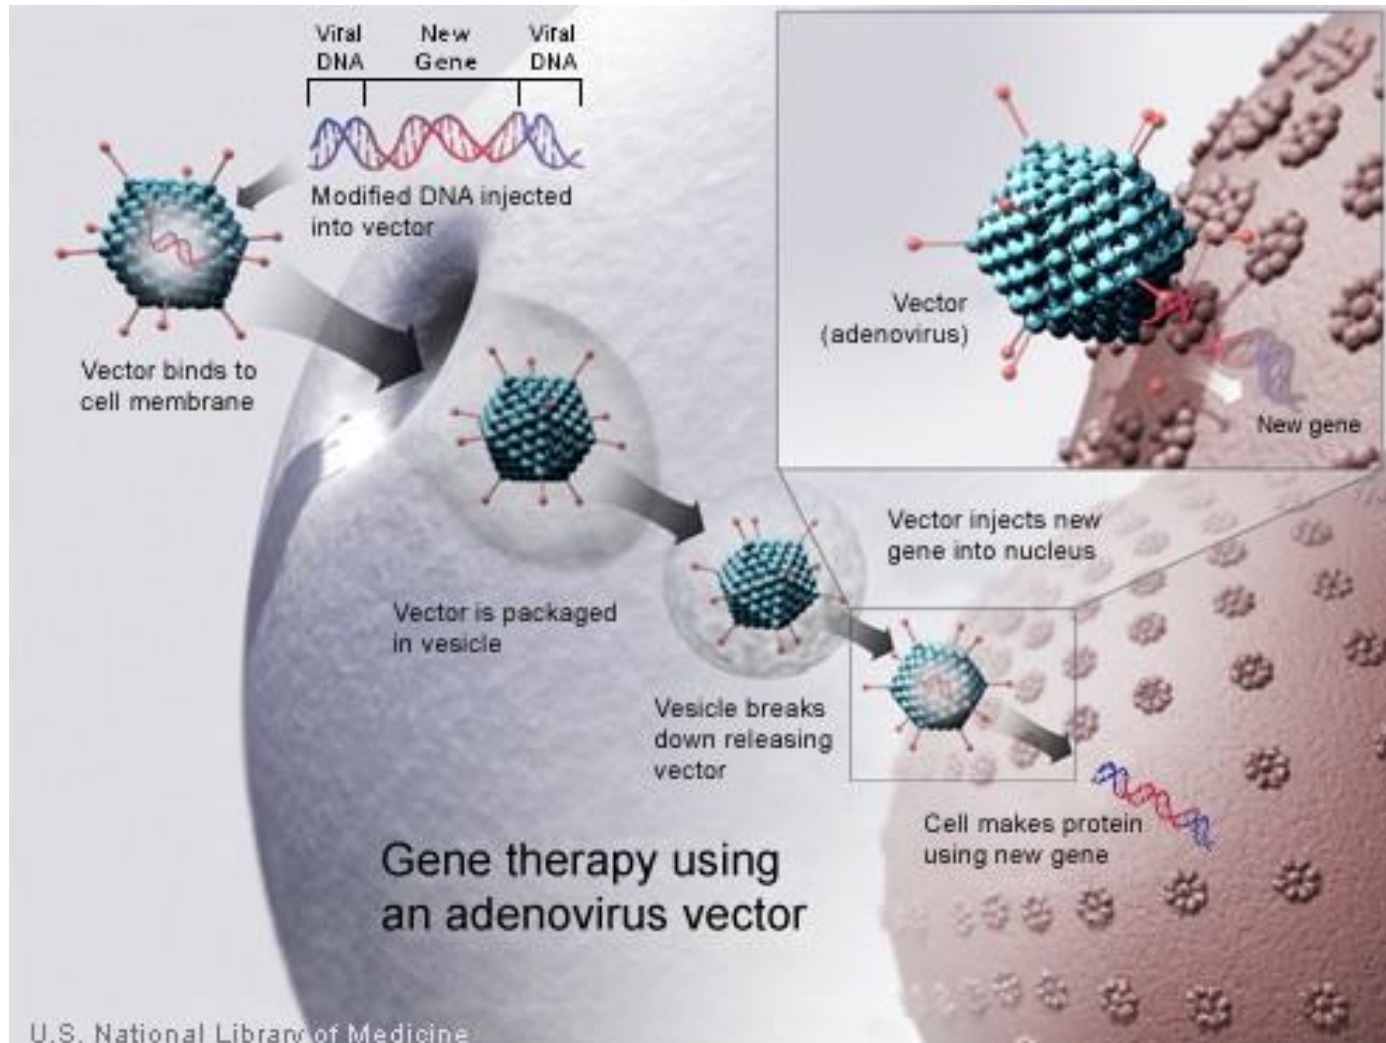 Viral
DNA
New
Gene
Viral
DNA
Modified DNA injected
into vector
Vector binds to
cell membrane
Vector
(adenovirus)
New gene
Vector injects new
gene into nucleus
Vector is packaged
in vesicle
Vesicle breaks
down releasing
vector
Cell makes protein
using new gene
Gene therapy using
an adenovirus vector
U.S. National Library of Medicine